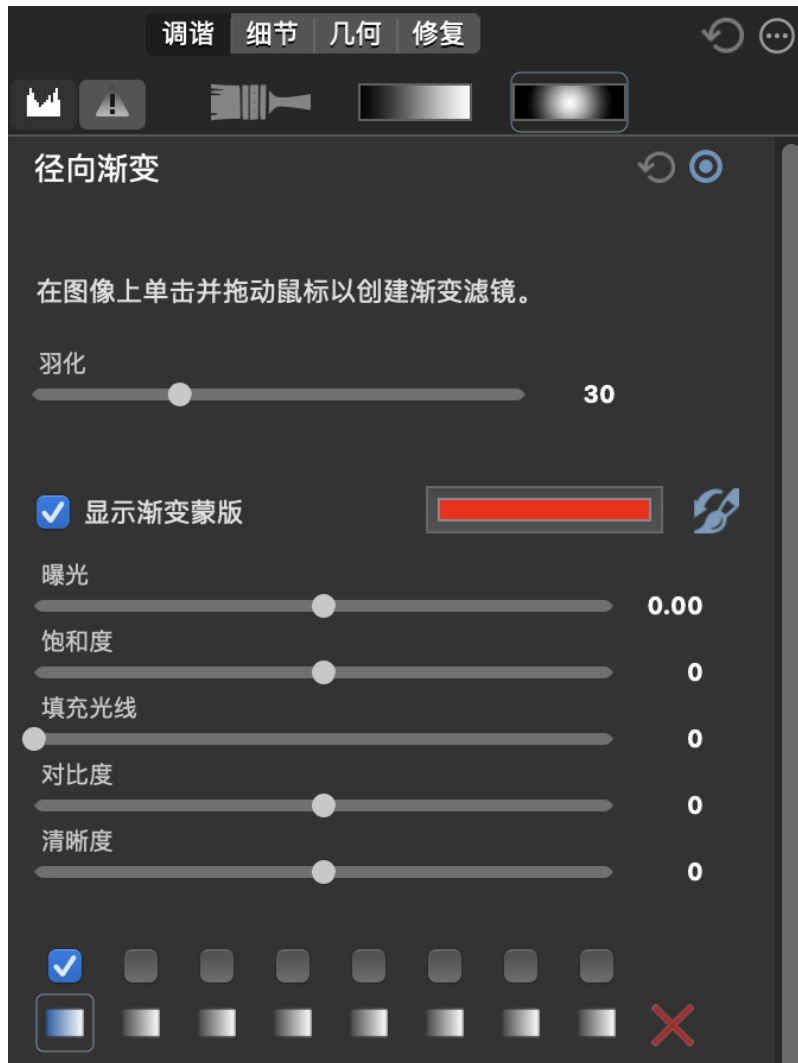 调谐 细节 几何 修复
径向渐变
在图像上单击并拖动鼠标以创建渐变滤镜。
羽化
30
显示渐变蒙版
曝光
0.00
饱和度
0
填充光线
0
对比度
0
清晰度
0